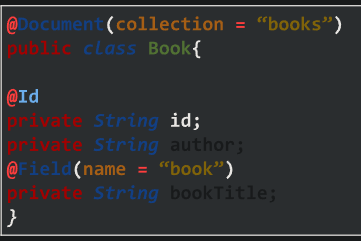 @Document(collection = “books”)
public class Book{
@Id
private String id;
private String author;
@Field(name = “book”)
private String bookTitle;
}